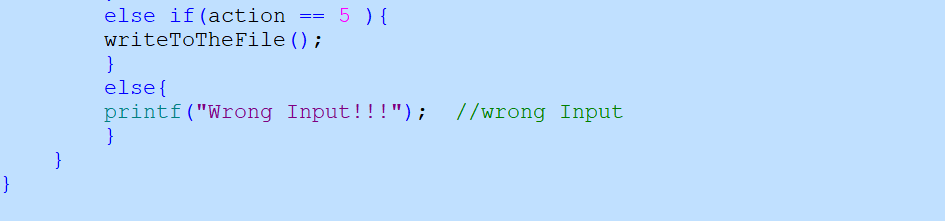 else if(action == 5 ){
writeToTheFile();
}
else{
printf("Wrong Input!!!");  //wrong Input
}
}
}